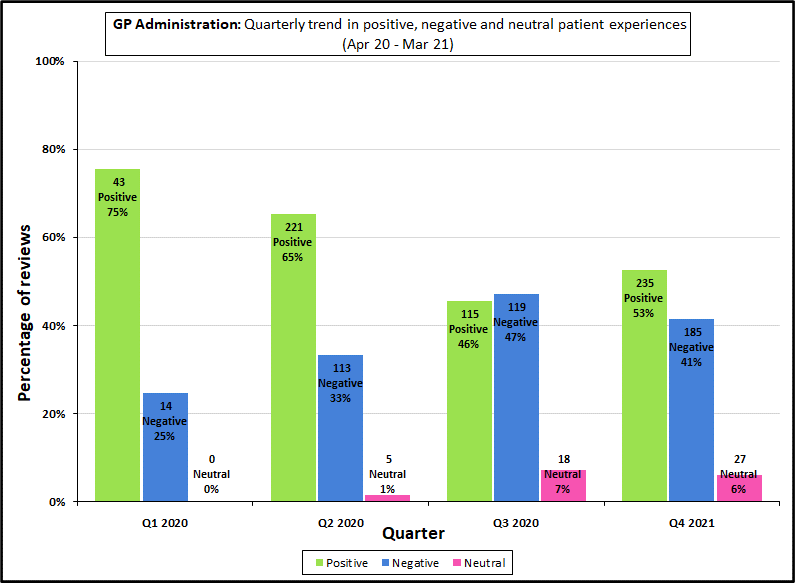 GP Administration: Quarterly trend in positive, negative and neutral patient experiences
(Apr 20 - Mar 21)
Percentage of reviews
100%
80%
60%
40%
20%
0%
43
Positive
75%
14
Negative
25%
0
Neutral
0%
221
Positive
65%
113
Negative
33%
5
Neutral
1%
115
Positive
46%
119
Negative
47%
18
Neutral
7%
235
Positive
53%
185
Negative
41%
27
Neutral
6%
Q1 2020
Q2 2020
Q3 2020
Q4 2021
Quarter
Positive
Negative
Neutral